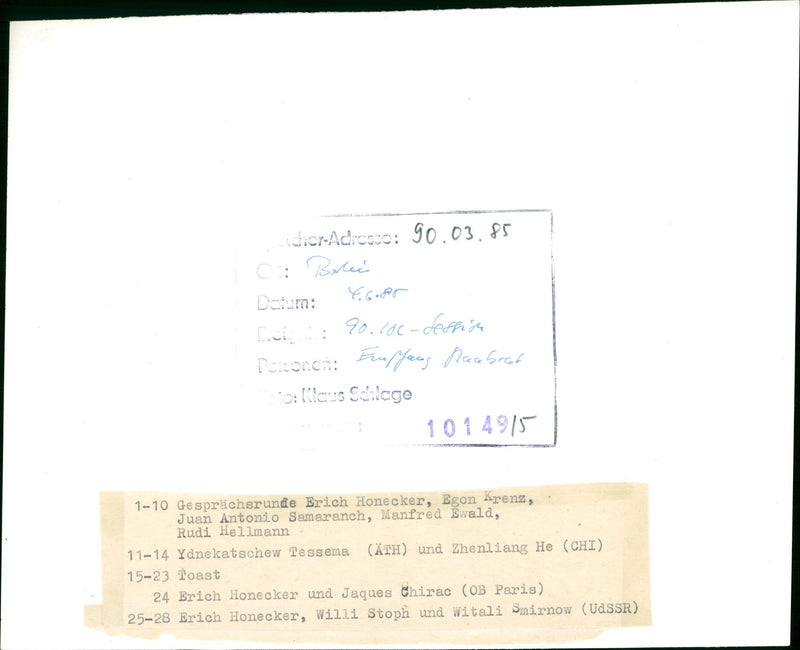 90.03.85
Ort: Berlin
Datum: 4.6.85
90. IOC-Session
Personen: Empfang Staatsrat
Foto: Klaus Schlage
10149/5
1-10 Gesprächsrunde Erich Honecker, Egon Krenz,
Juan Antonio Samaranch, Manfred Ewald,
Rudi Hellmann
11-14 Ydnekatschew Tessema (ÄTH) und Zhenliang He (CHI)
15-23 Toast
24 Erich Honecker und Jaques Chirac (OB Paris)
25-28 Erich Honecker, Willi Stoph und Witali Smirnow (UdSSR)